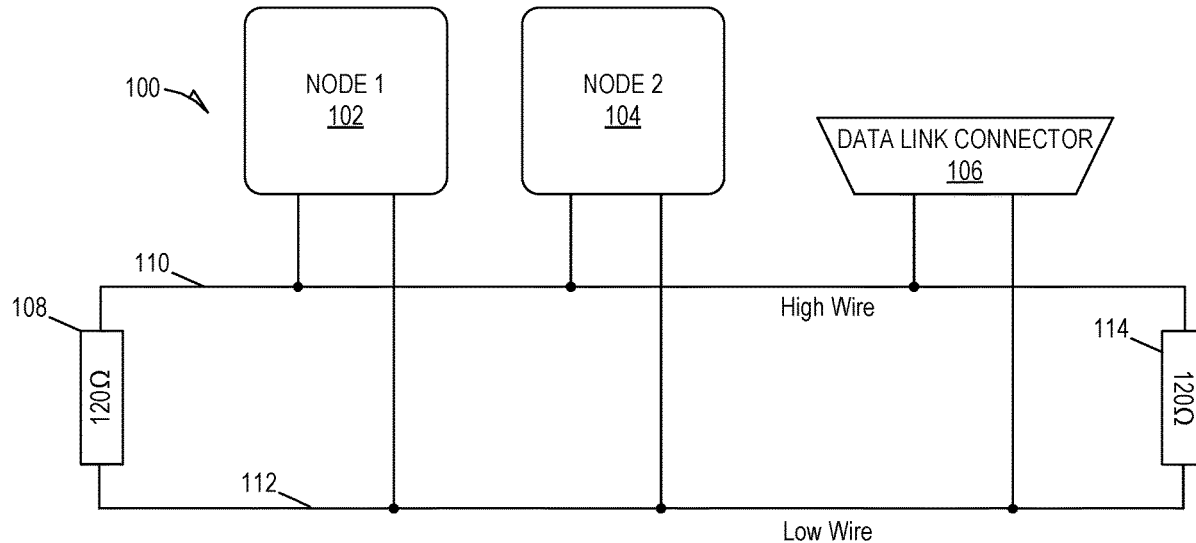 NODE 1
102
NODE 2
104
100
DATA LINK CONNECTOR
106
110
High Wire
108
120Ω
114
120Ω
112
Low Wire